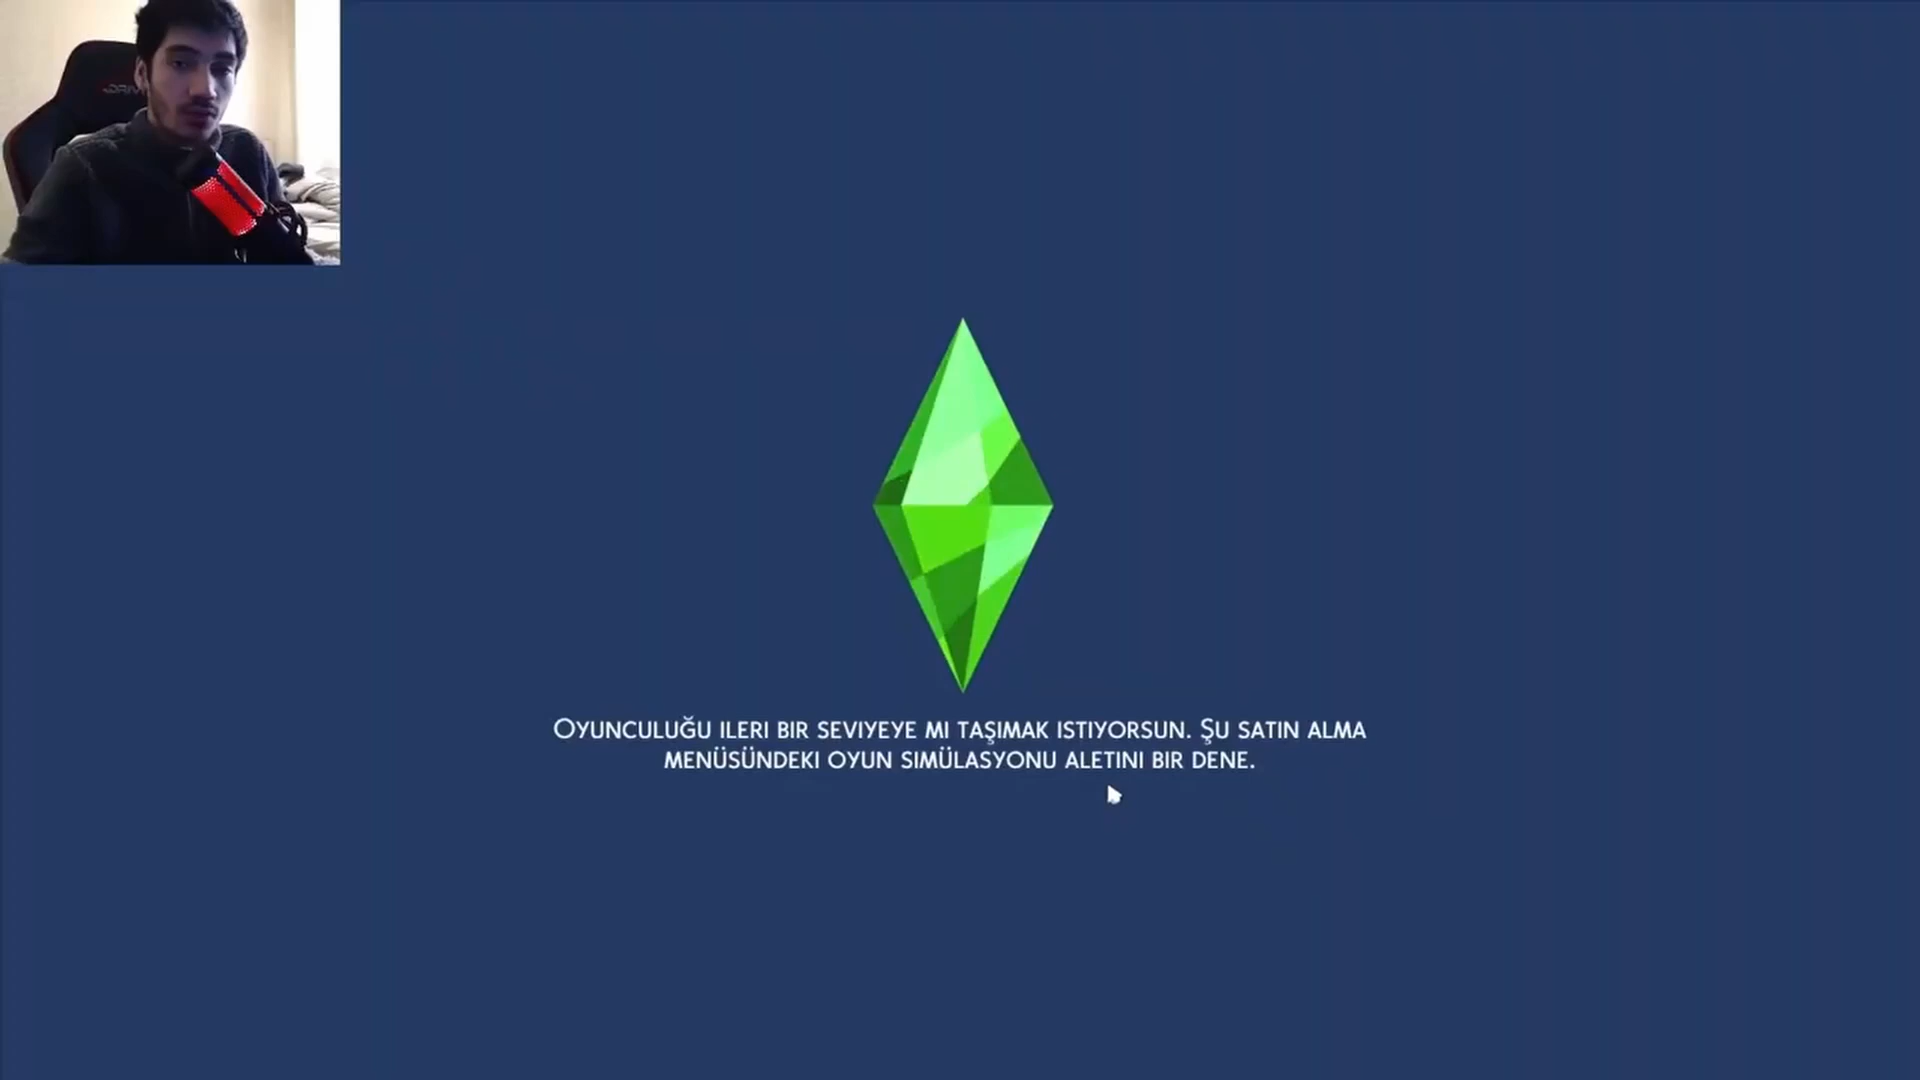 OYUNCULUĞU ILERI BIR SEVIYEYE MI TAŞIMAK ISTIYORSUN. ŞU SATIN ALMA
MENÜSÜNDEKI OYUN SIMÜLASYONU ALETINI BIR DENE.